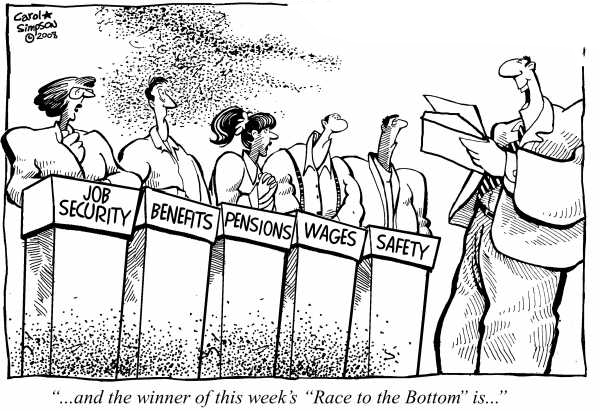 Carol★
Simpson
©2008
JOB
SECURITY
BENEFITS
PENSIONS
WAGES
SAFETY
“...and the winner of this week’s “Race to the Bottom” is...”